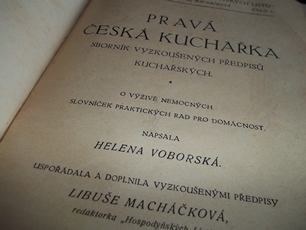 PRAVÁ
ČESKÁ KUCHAŘKA
SBORNÍK VYZKOUŠENÝCH PŘEDPISŮ
KUCHAŘSKÝCH.
O VÝŽIVĚ NEMOCNÝCH.
SLOVNÍČEK PRAKTICKÝCH RAD PRO DOMÁCNOST.
NAPSALA
HELENA VOBORSKÁ.
USPOŘÁDALA A DOPLNILA VYZKOUŠENÝMI PŘEDPISY
LIBUŠE MACHÁČKOVÁ,
redaktorka „Hospodyňských